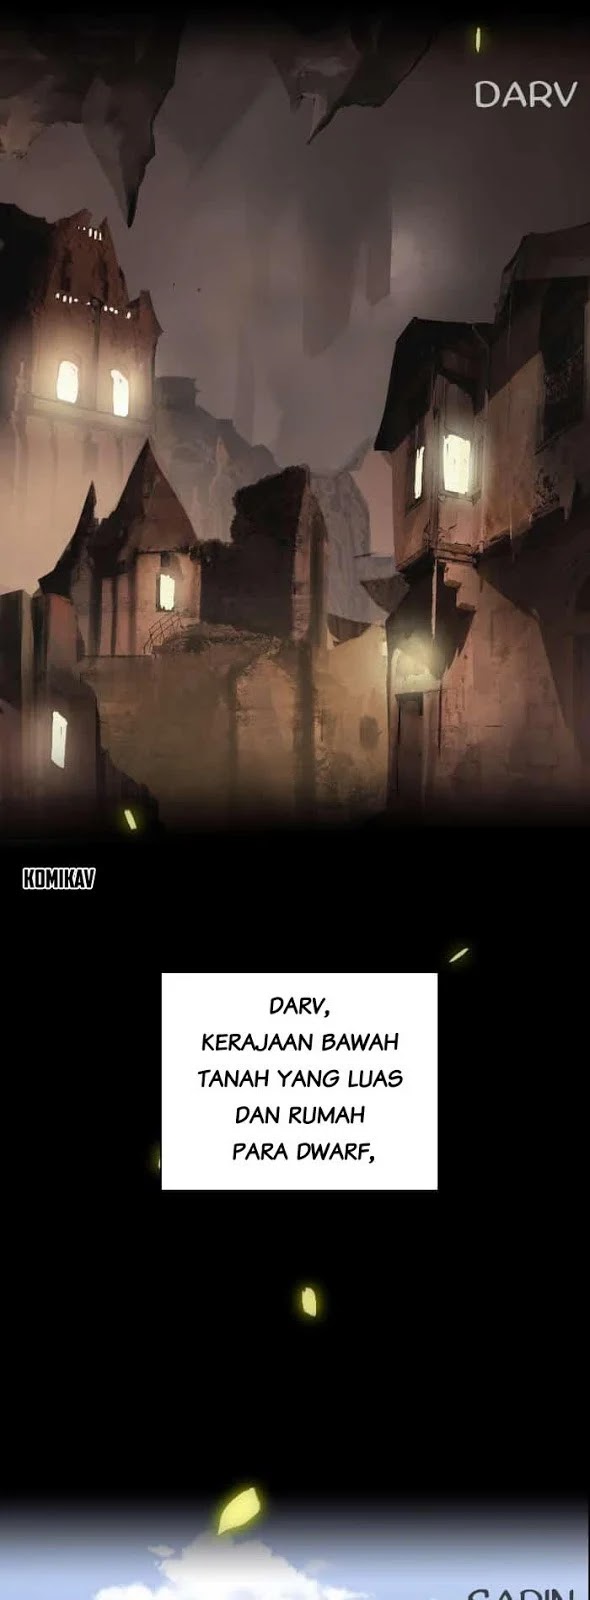 DARV
KOMIKAV
DARV,
KERAJAAN BAWAH
TANAH YANG LUAS
DAN RUMAH
PARA DWARF,